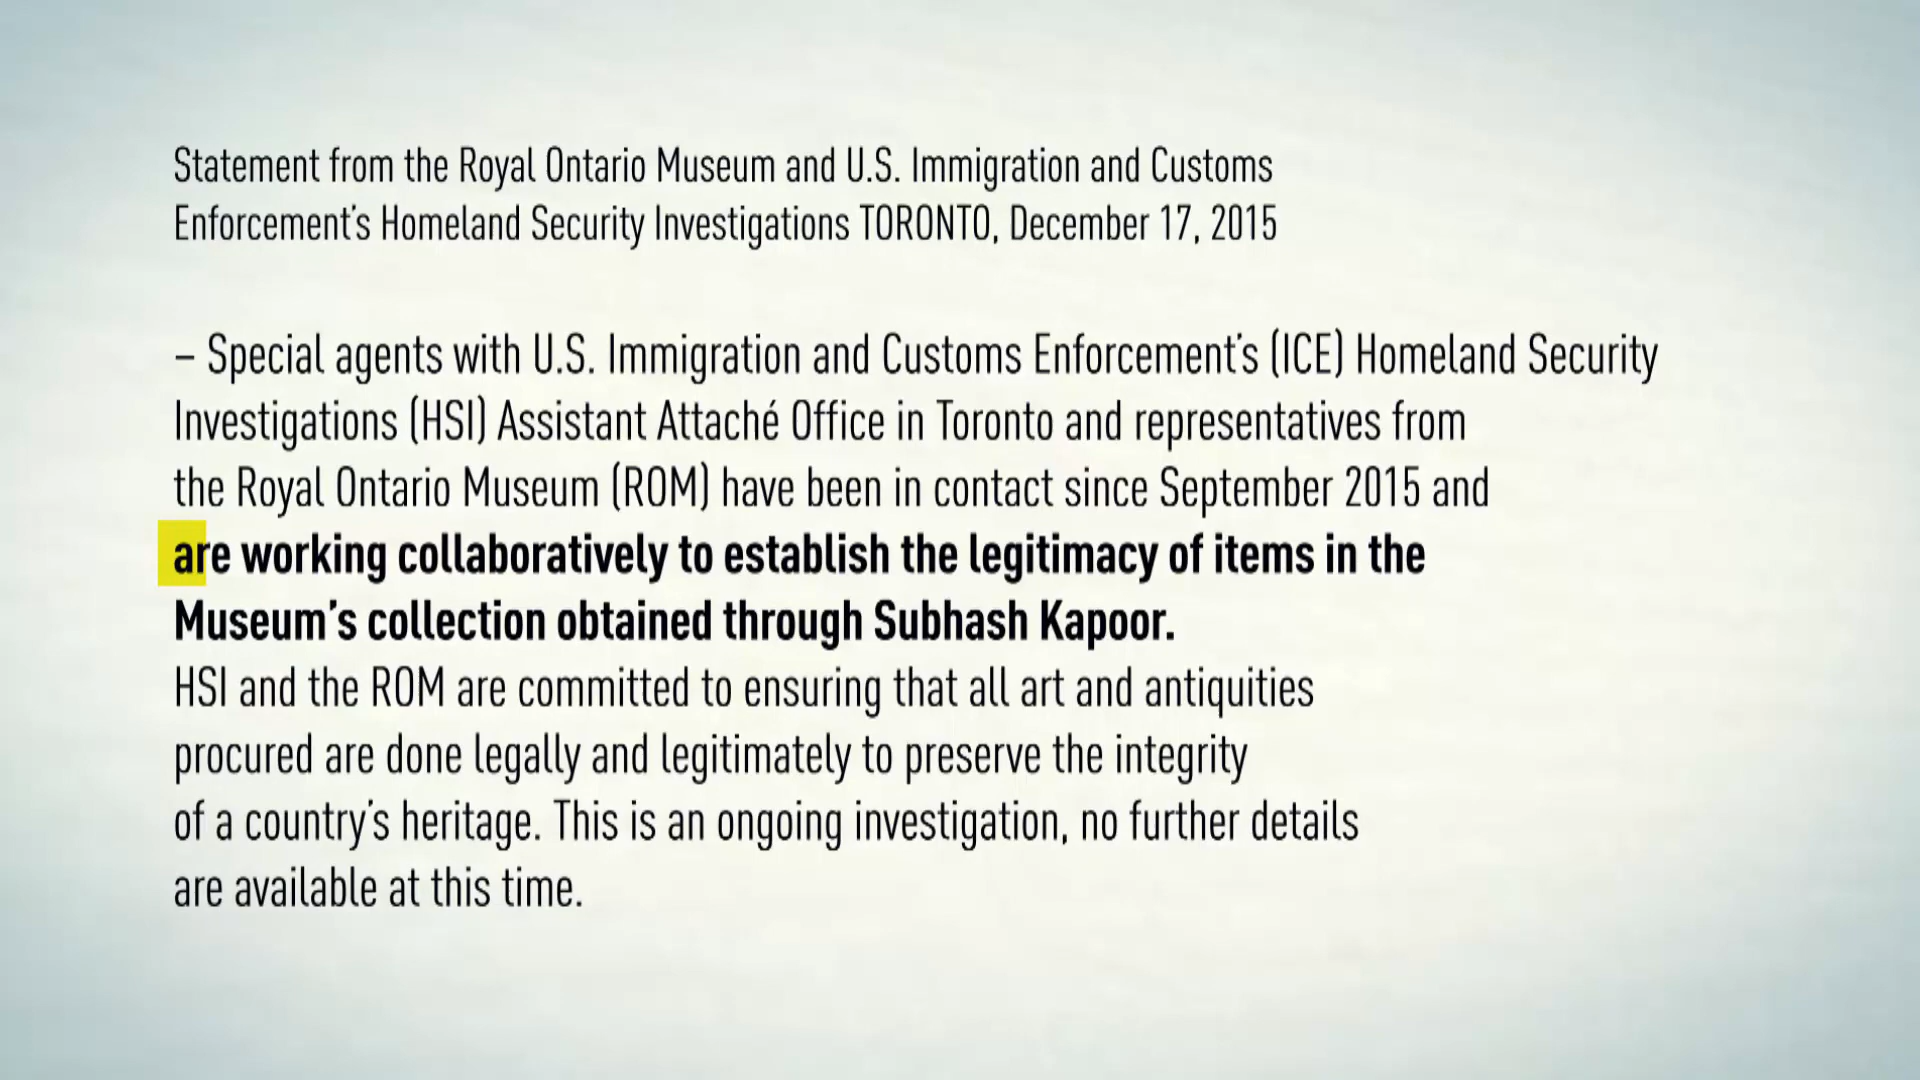 Statement from the Royal Ontario Museum and U.S. Immigration and Customs
Enforcement's Homeland Security Investigations TORONTO, December 17, 2015
– Special agents with U.S. Immigration and Customs Enforcement's (ICE) Homeland Security
Investigations (HSI) Assistant Attaché Office in Toronto and representatives from
the Royal Ontario Museum (ROM) have been in contact since September 2015 and
are working collaboratively to establish the legitimacy of items in the
Museum's collection obtained through Subhash Kapoor.
HSI and the ROM are committed to ensuring that all art and antiquities
procured are done legally and legitimately to preserve the integrity
of a country's heritage. This is an ongoing investigation, no further details
are available at this time.